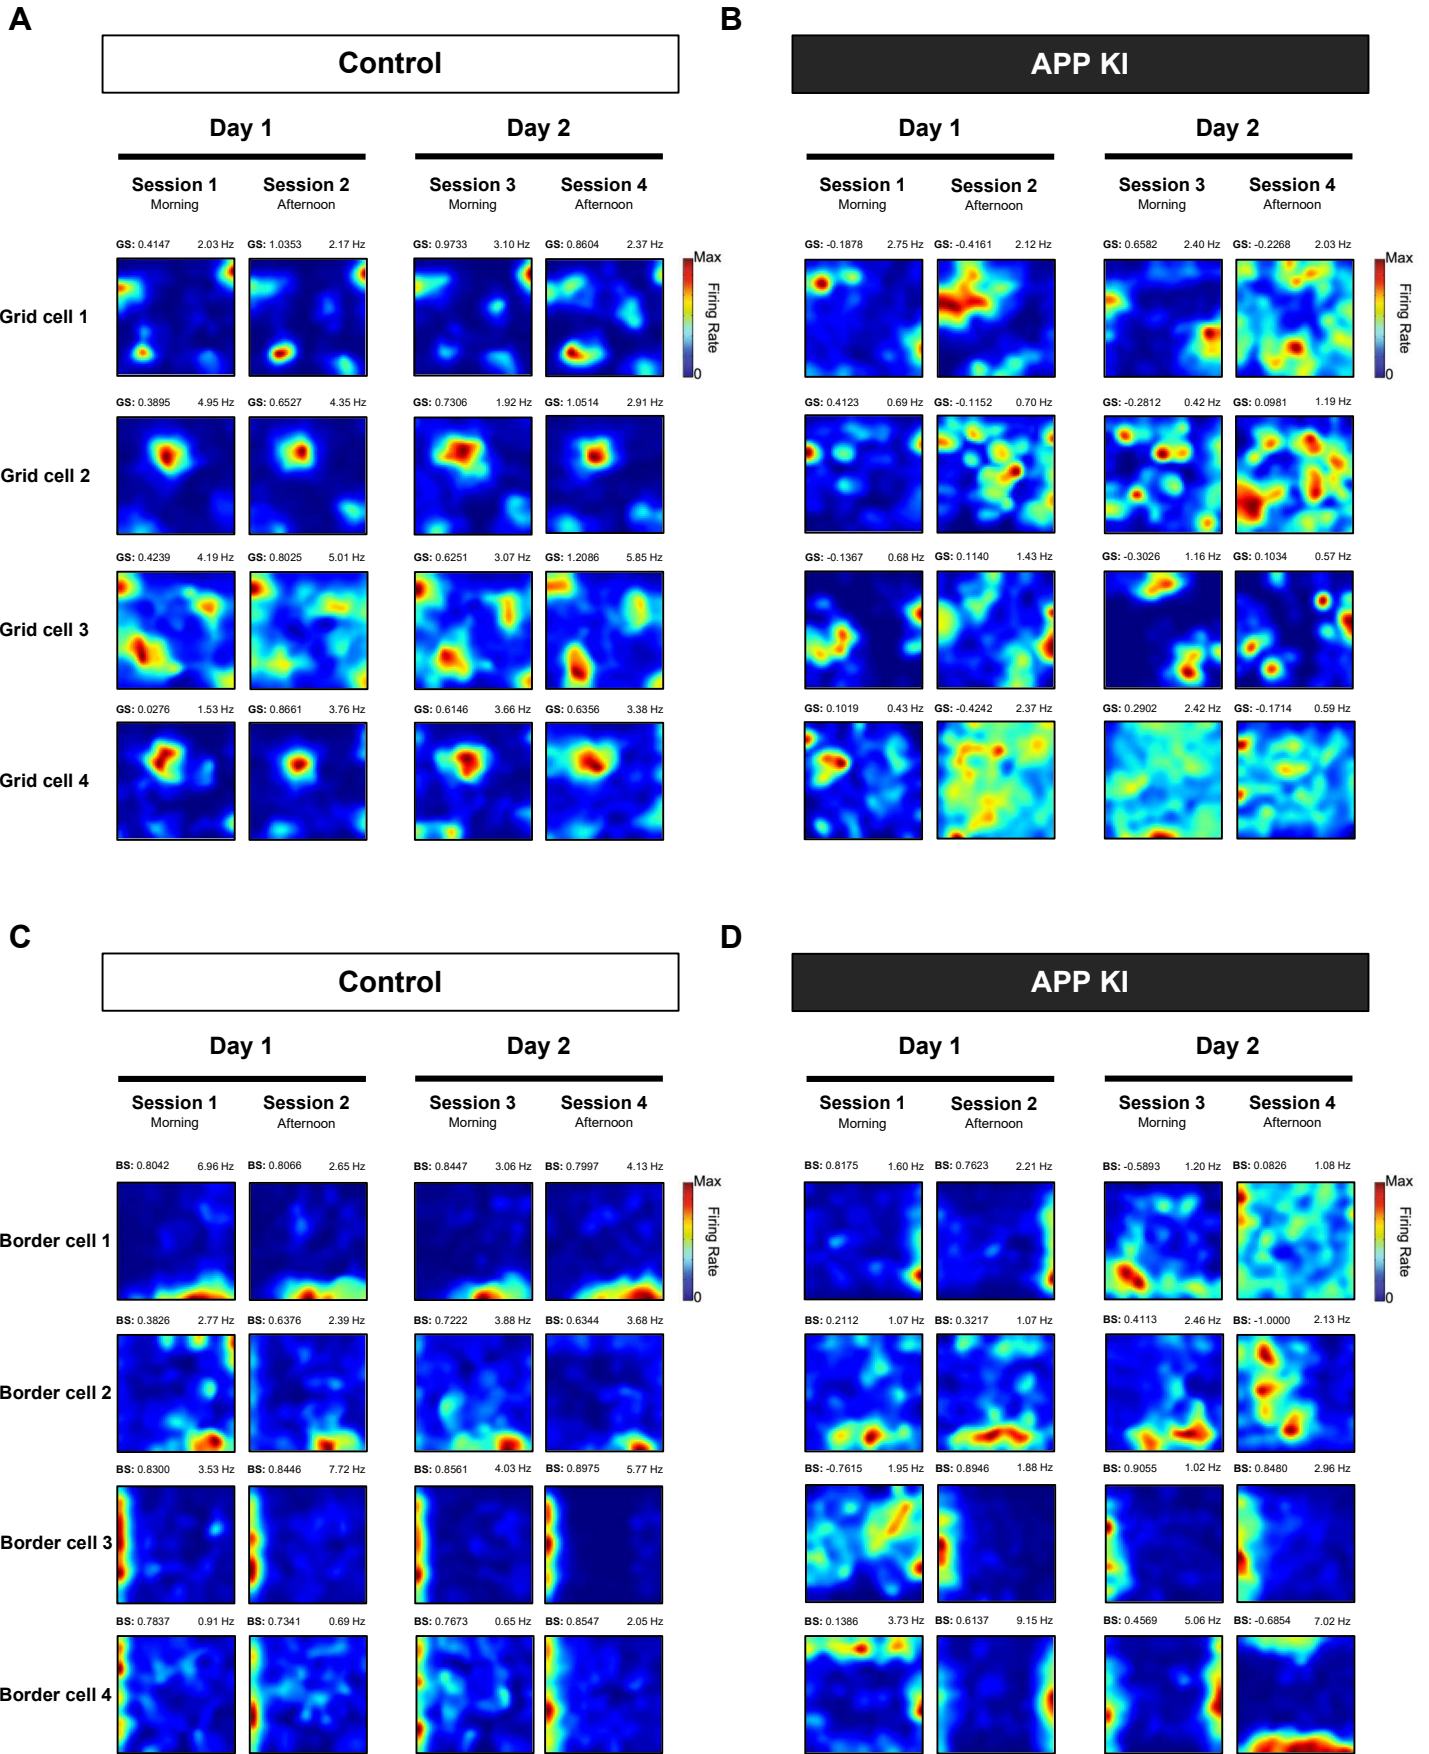 A
Control
Day 1 Day 2
Session 1 Session 2 Session 3 Session 4
Morning Afternoon Morning Afternoon
GS: 0.4147 2.03 Hz GS: 1.0353 2.17 Hz GS: 0.9733 3.10 Hz GS: 0.8604 2.37 Hz
Grid cell 1
Max
Firing Rate
0
GS: 0.3895 4.95 Hz GS: 0.6527 4.35 Hz GS: 0.7306 1.92 Hz GS: 1.0514 2.91 Hz
Grid cell 2
GS: 0.4239 4.19 Hz GS: 0.8025 5.01 Hz GS: 0.6251 3.07 Hz GS: 1.2086 5.85 Hz
Grid cell 3
GS: 0.0276 1.53 Hz GS: 0.8661 3.76 Hz GS: 0.6146 3.66 Hz GS: 0.6356 3.38 Hz
Grid cell 4
B
APP KI
Day 1 Day 2
Session 1 Session 2 Session 3 Session 4
Morning Afternoon Morning Afternoon
GS: -0.1878 2.75 Hz GS: -0.4161 2.12 Hz GS: 0.6582 2.40 Hz GS: -0.2268 2.03 Hz
Max
Firing Rate
0
GS: 0.4123 0.69 Hz GS: -0.1152 0.70 Hz GS: -0.2812 0.42 Hz GS: 0.0981 1.19 Hz
GS: -0.1367 0.68 Hz GS: 0.1140 1.43 Hz GS: -0.3026 1.16 Hz GS: 0.1034 0.57 Hz
GS: 0.1019 0.43 Hz GS: -0.4242 2.37 Hz GS: 0.2902 2.42 Hz GS: -0.1714 0.59 Hz
C
Control
Day 1 Day 2
Session 1 Session 2 Session 3 Session 4
Morning Afternoon Morning Afternoon
BS: 0.8042 6.96 Hz BS: 0.8066 2.65 Hz BS: 0.8447 3.06 Hz BS: 0.7997 4.13 Hz
Border cell 1
Max
Firing Rate
0
BS: 0.3826 2.77 Hz BS: 0.6376 2.39 Hz BS: 0.7222 3.88 Hz BS: 0.6344 3.68 Hz
Border cell 2
BS: 0.8300 3.53 Hz BS: 0.8446 7.72 Hz BS: 0.8561 4.03 Hz BS: 0.8975 5.77 Hz
Border cell 3
BS: 0.7837 0.91 Hz BS: 0.7341 0.69 Hz BS: 0.7673 0.65 Hz BS: 0.8547 2.05 Hz
Border cell 4
D
APP KI
Day 1 Day 2
Session 1 Session 2 Session 3 Session 4
Morning Afternoon Morning Afternoon
BS: 0.8175 1.60 Hz BS: 0.7623 2.21 Hz BS: -0.5893 1.20 Hz BS: 0.0826 1.08 Hz
Max
Firing Rate
0
BS: 0.2112 1.07 Hz BS: 0.3217 1.07 Hz BS: 0.4113 2.46 Hz BS: -1.0000 2.13 Hz
BS: -0.7615 1.95 Hz BS: 0.8946 1.88 Hz BS: 0.9055 1.02 Hz BS: 0.8480 2.96 Hz
BS: 0.1386 3.73 Hz BS: 0.6137 9.15 Hz BS: 0.4569 5.06 Hz BS: -0.6854 7.02 Hz